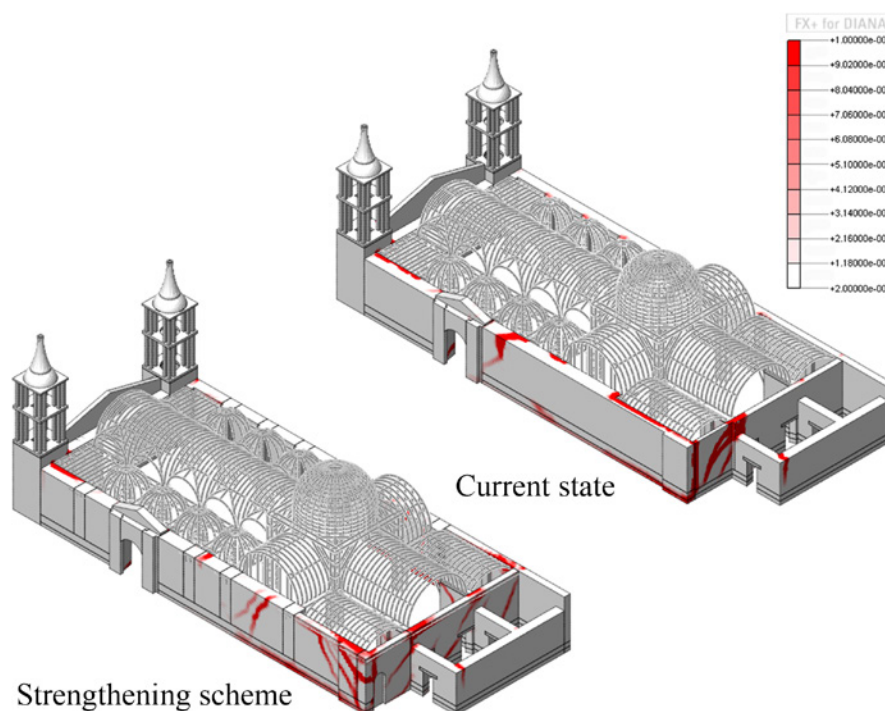 FX+ for DIANA
+1.00000e-00
+9.02000e-00
+8.04000e-00
+7.06000e-00
+6.08000e-00
+5.10000e-00
+4.12000e-00
+3.14000e-00
+2.16000e-00
+1.18000e-00
+2.00000e-00
Current state
Strengthening scheme